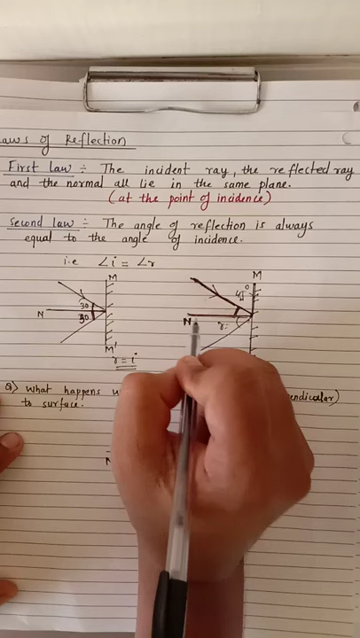 aws of Reflection
First law :- The incident ray, the reflected ray
and the normal all lie in the same plane.
(at the point of incidence)
Second law :- The angle of reflection is always
equal to the angle of incidence.
i.e ∠i = ∠r
M M
i 45°
N 30 N
30 r
M'
r = i
Q) What happens endicular)
to surface.